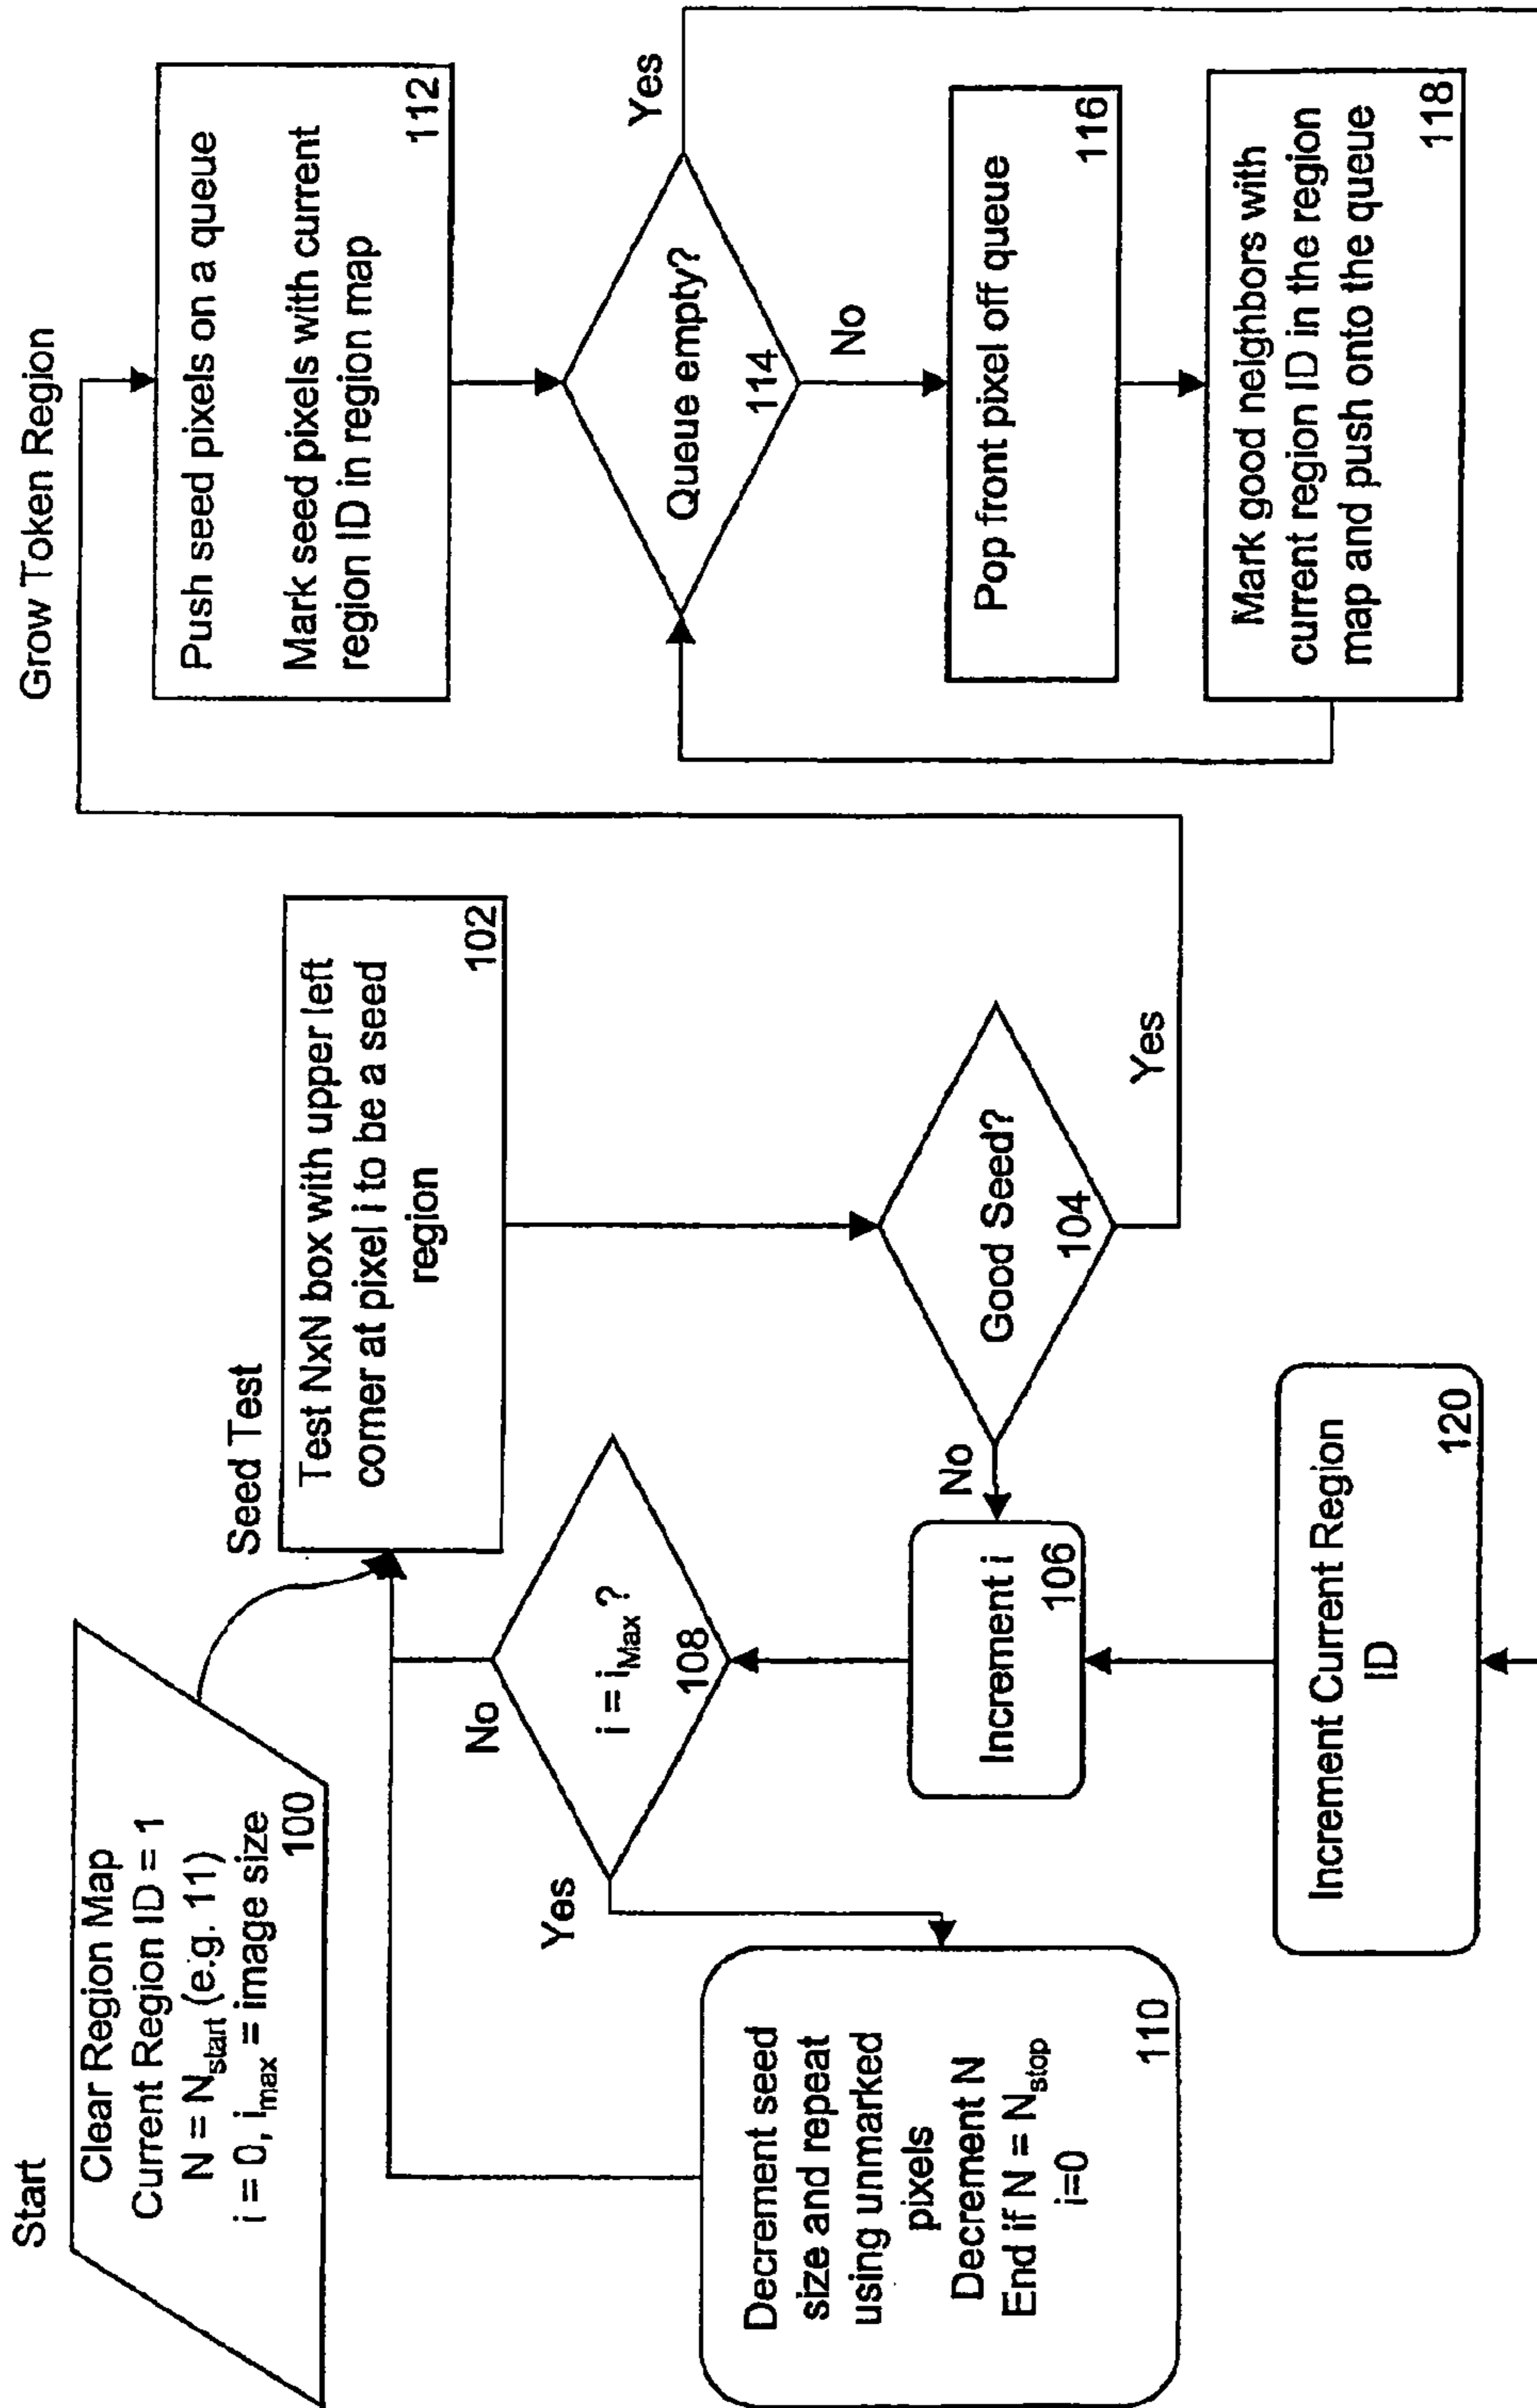 Start
Clear Region Map
Current Region ID = 1
N = Nstart (e.g. 11)
i = 0, imax = image size
100
Seed Test
Test NxN box with upper left
corner at pixel i to be a seed
region
102
Good Seed?
104
No
Yes
Increment i
106
i = iMax ?
108
No
Yes
Decrement seed
size and repeat
using unmarked
pixels
Decrement N
End if N = Nstop
i=0
110
Grow Token Region
Push seed pixels on a queue
Mark seed pixels with current
region ID in region map
112
Queue empty?
114
Yes
No
Pop front pixel off queue
116
Mark good neighbors with
current region ID in the region
map and push onto the queue
118
Increment Current Region
ID
120